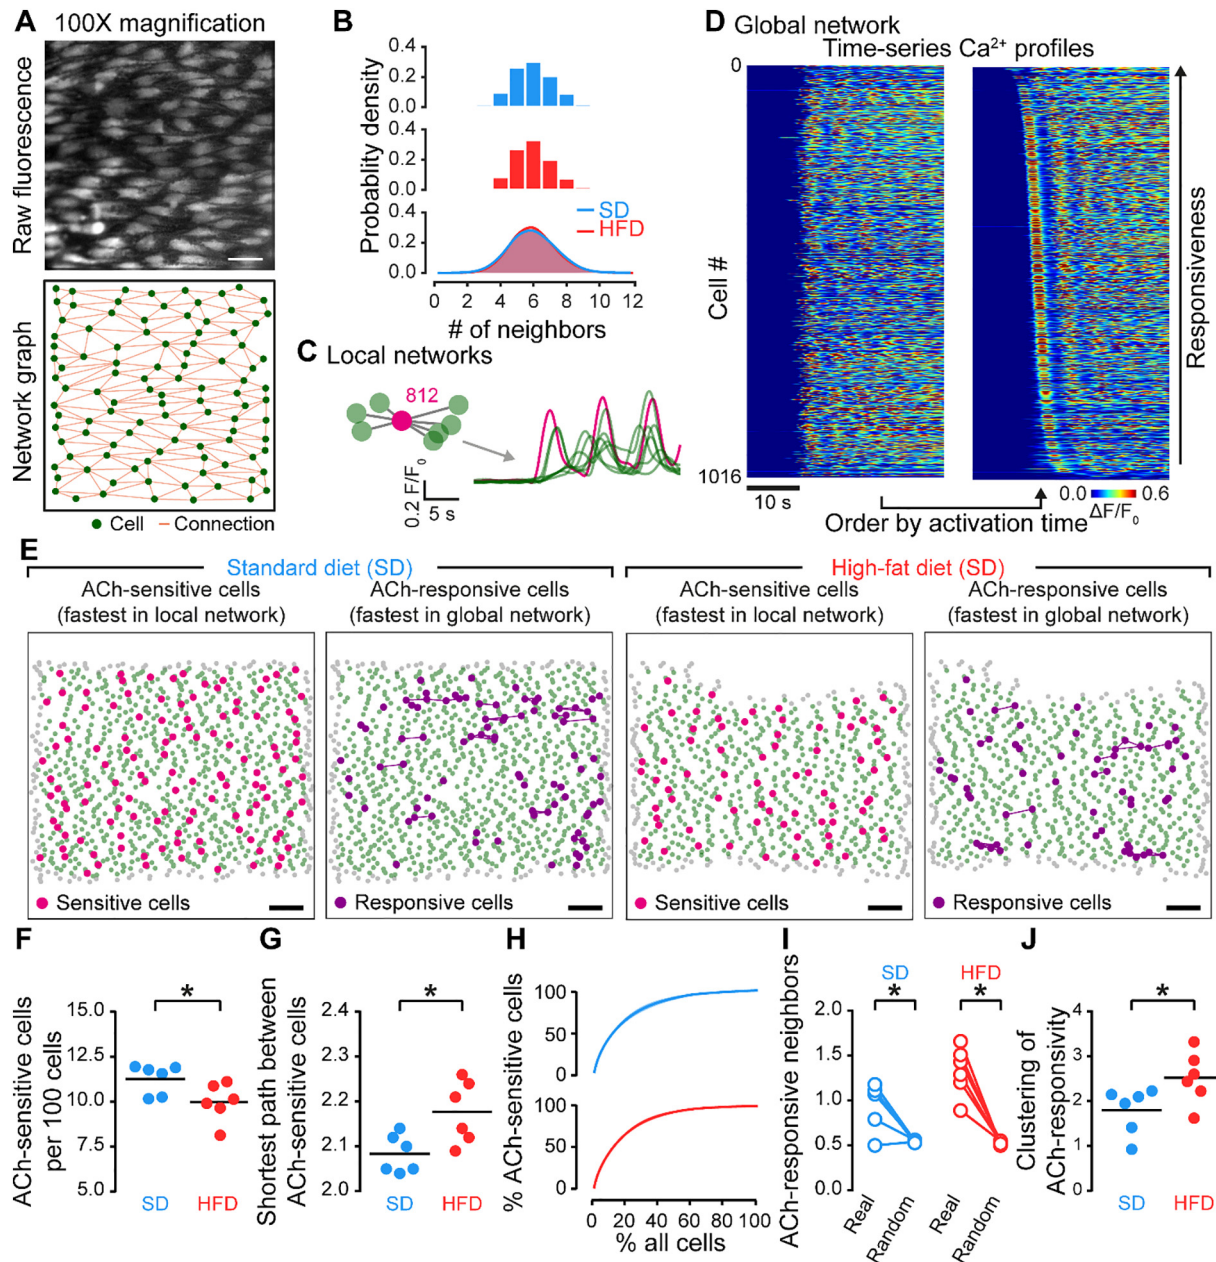 A
100X magnification
Raw fluorescence
Network graph
Cell
Connection
B
Probablity density
0.4
0.2
0.0
0.4
0.2
0.0
0.4
0.2
0.0
SD
HFD
0 2 4 6 8 10 12
# of neighbors
C Local networks
812
0.2 F/F0
5 s
D Global network
Time-series Ca2+ profiles
0
Cell #
1016
10 s
Responsiveness
0.0 0.6
ΔF/F0
Order by activation time
E
Standard diet (SD)
High-fat diet (SD)
ACh-sensitive cells
(fastest in local network)
ACh-responsive cells
(fastest in global network)
ACh-sensitive cells
(fastest in local network)
ACh-responsive cells
(fastest in global network)
Sensitive cells
Responsive cells
Sensitive cells
Responsive cells
F
ACh-sensitive cells
per 100 cells
15.0
12.5
10.0
7.5
5.0
*
SD
HFD
G
Shortest path between
ACh-sensitive cells
2.4
2.3
2.2
2.1
2.0
*
SD
HFD
H
% ACh-sensitive cells
100
50
0
100
50
0
0 20 40 60 80 100
% all cells
I
ACh-responsive neighbors
SD
HFD
* *
2.0
1.5
1.0
0.5
0.0
Real
Random
Real
Random
J
Clustering of
ACh-responsivity
4
3
2
1
0
*
SD
HFD